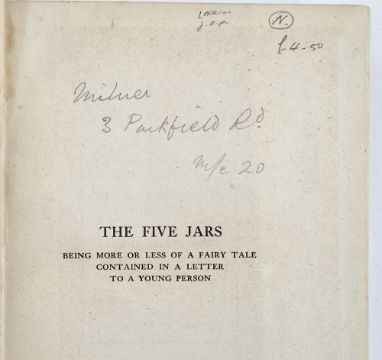 LACKING
N.
£4-50
Milner
3 Parkfield Rd.
M/c 20
THE FIVE JARS
BEING MORE OR LESS OF A FAIRY TALE
CONTAINED IN A LETTER
TO A YOUNG PERSON